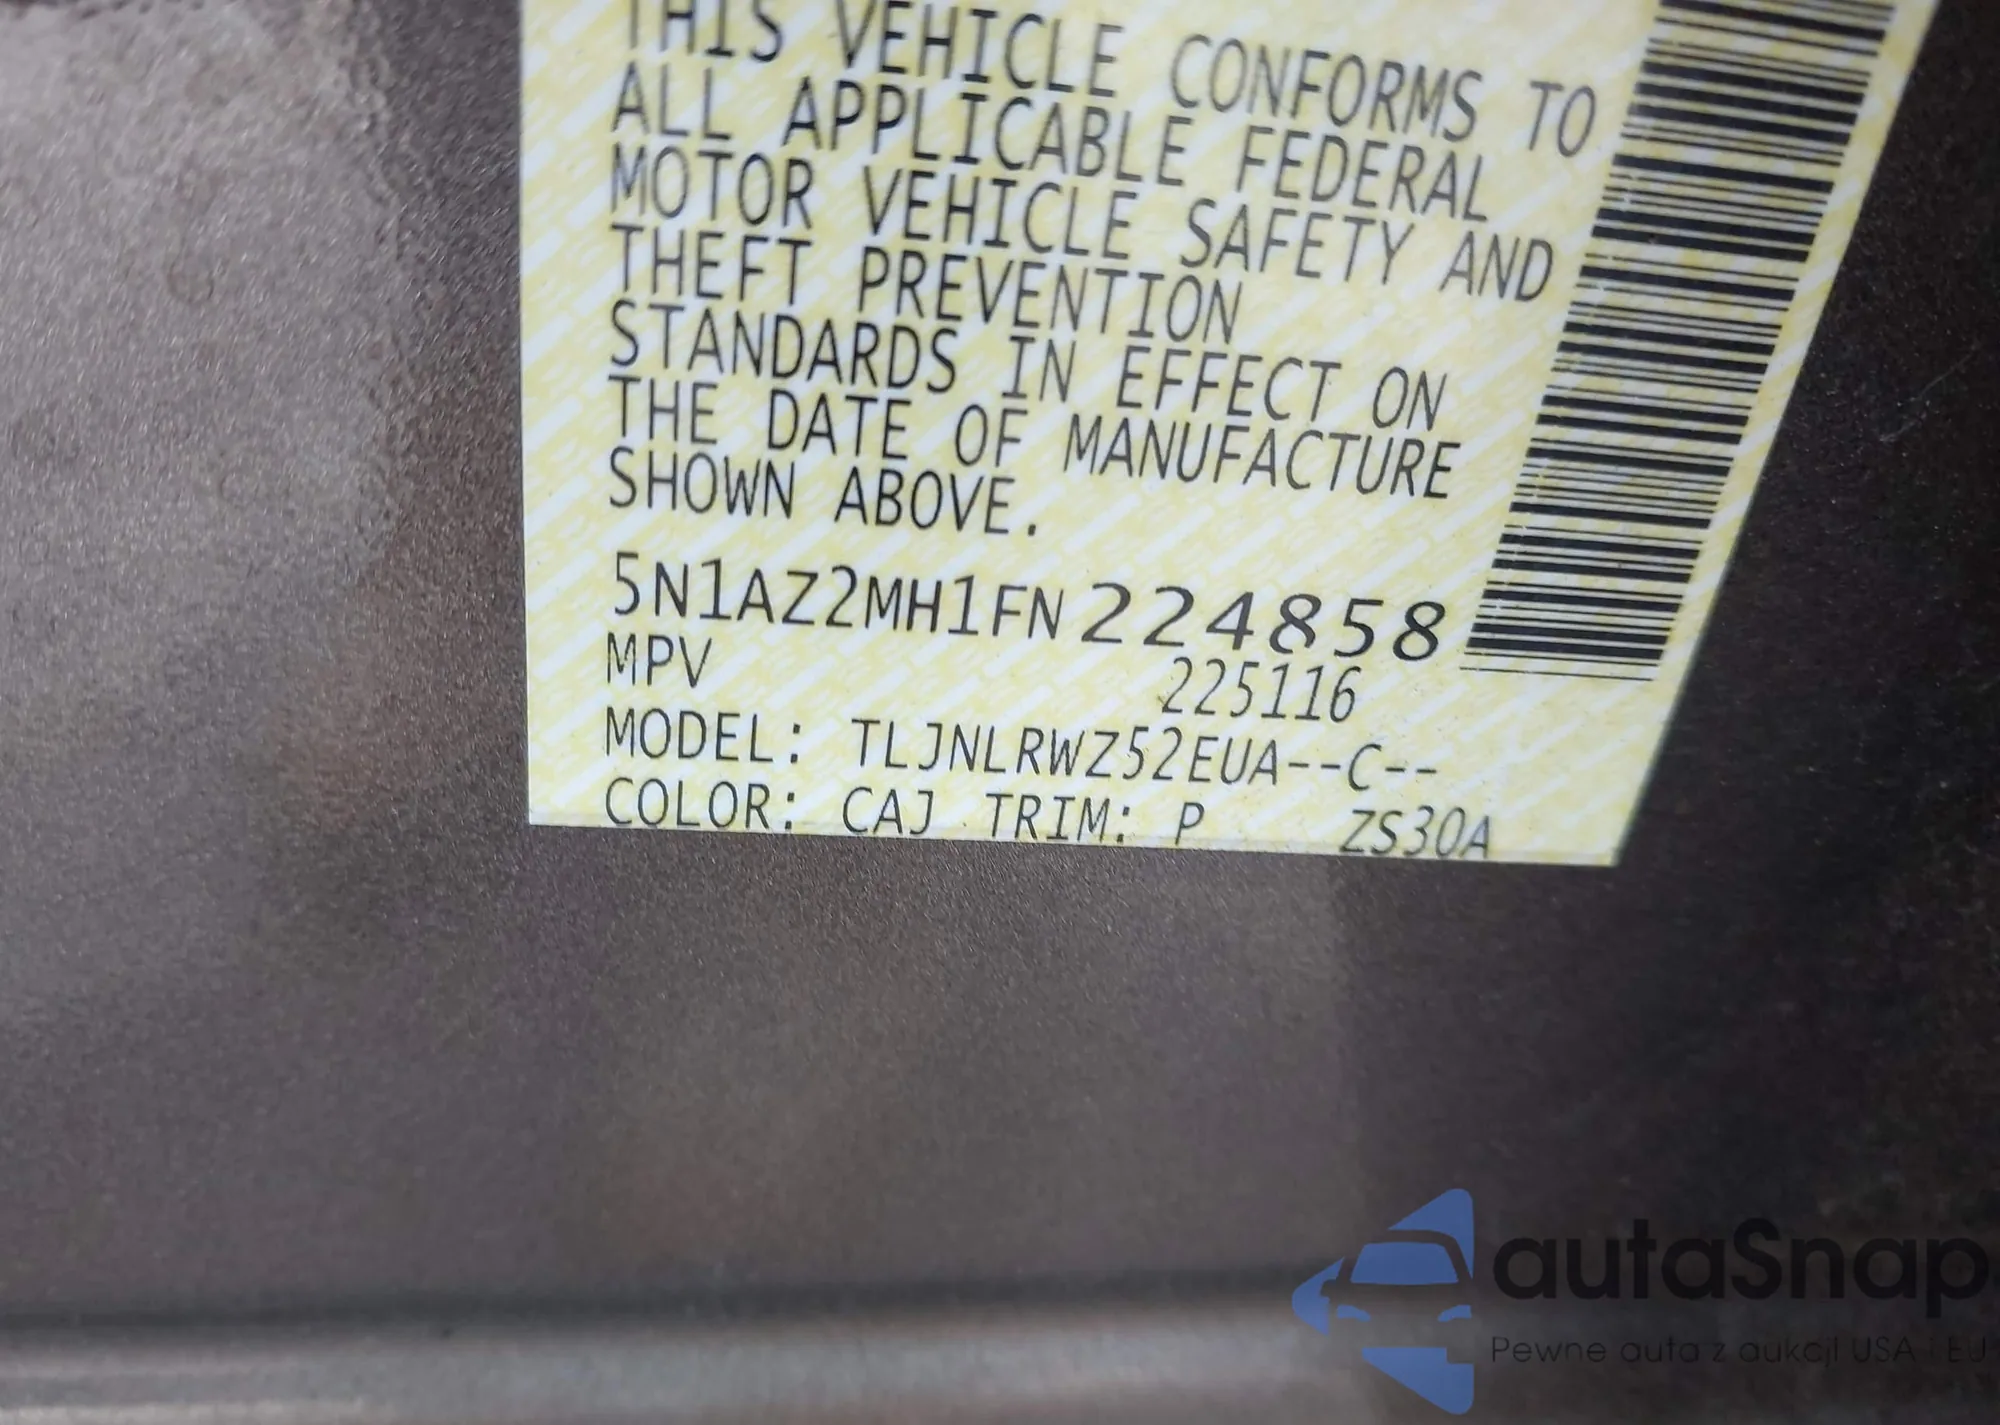 THIS VEHICLE CONFORMS TO
ALL APPLICABLE FEDERAL
MOTOR VEHICLE SAFETY AND
THEFT PREVENTION
STANDARDS IN EFFECT ON
THE DATE OF MANUFACTURE
SHOWN ABOVE.
5N1AZ2MH1FN224858
MPV 225116
MODEL: TLJNLRWZ52EUA--C--
COLOR: CAJ TRIM: P ZS30A
autaSnap
Pewne auta z aukcji USA i EU